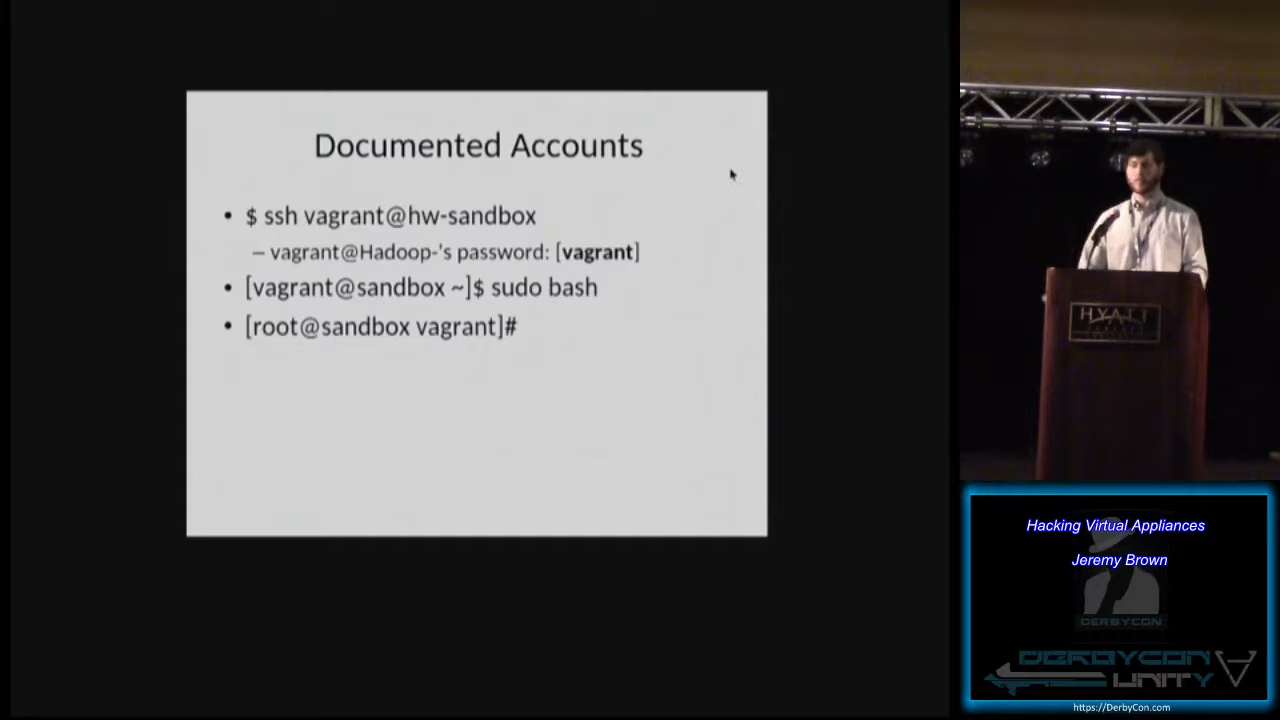 Documented Accounts
• $ ssh vagrant@hw-sandbox
– vagrant@Hadoop-'s password: [vagrant]
• [vagrant@sandbox ~]$ sudo bash
• [root@sandbox vagrant]#
HYATT
Hacking Virtual Appliances
Jeremy Brown
DERBYCON
DERBYCON
UNITY
https://DerbyCon.com